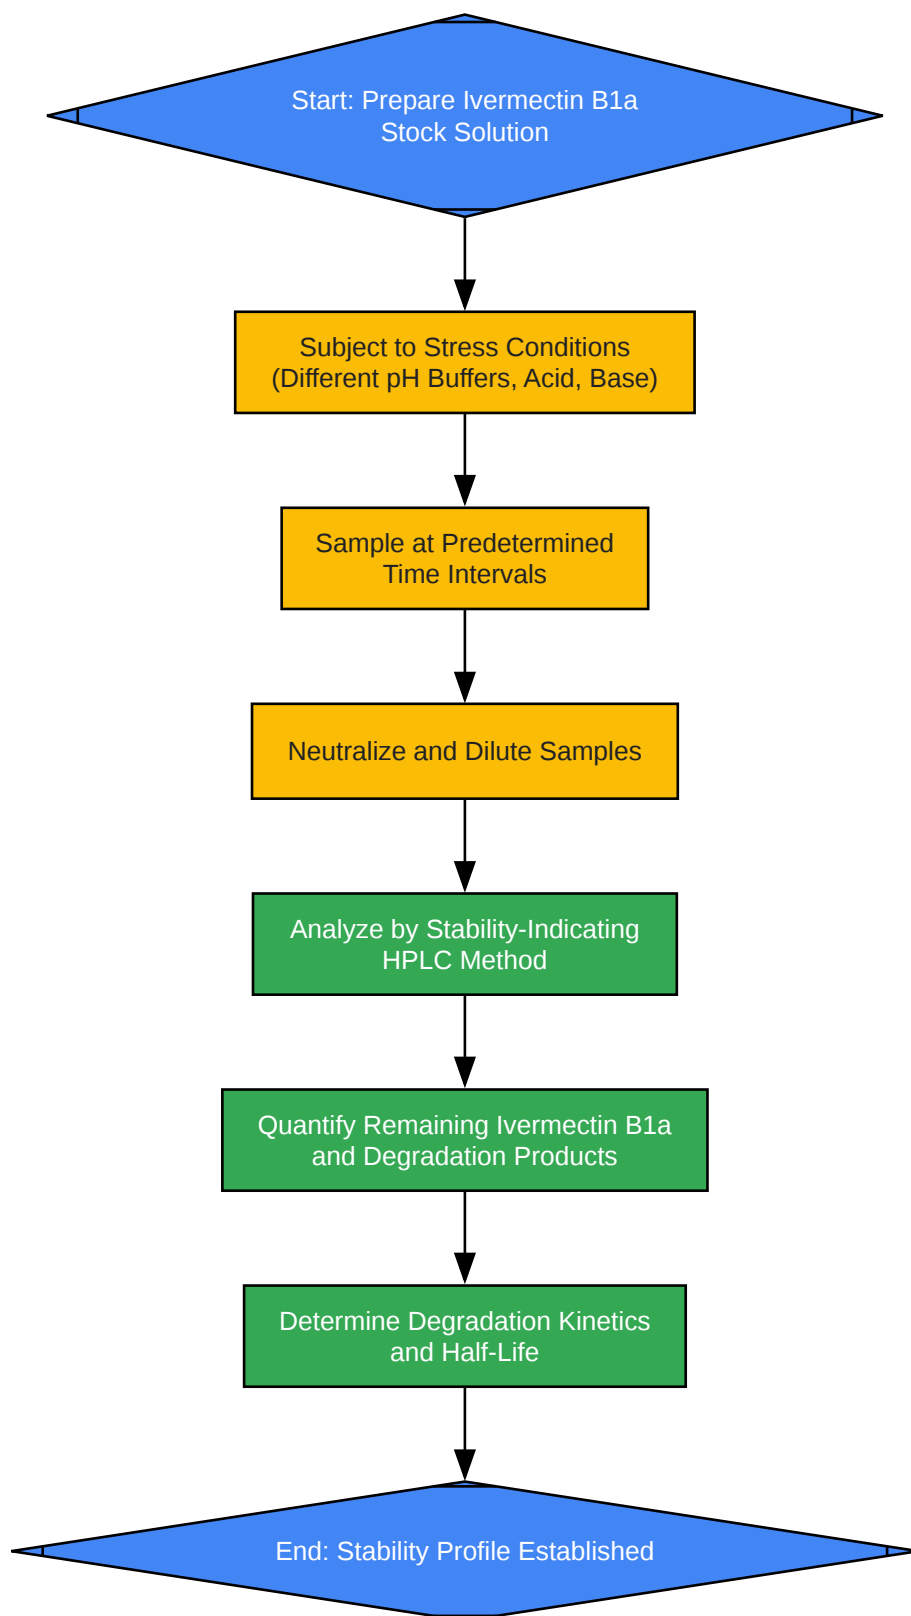 Start: Prepare Ivermectin B1a
Stock Solution
Subject to Stress Conditions
(Different pH Buffers, Acid, Base)
Sample at Predetermined
Time Intervals
Neutralize and Dilute Samples
Analyze by Stability-Indicating
HPLC Method
Quantify Remaining Ivermectin B1a
and Degradation Products
Determine Degradation Kinetics
and Half-Life
End: Stability Profile Established